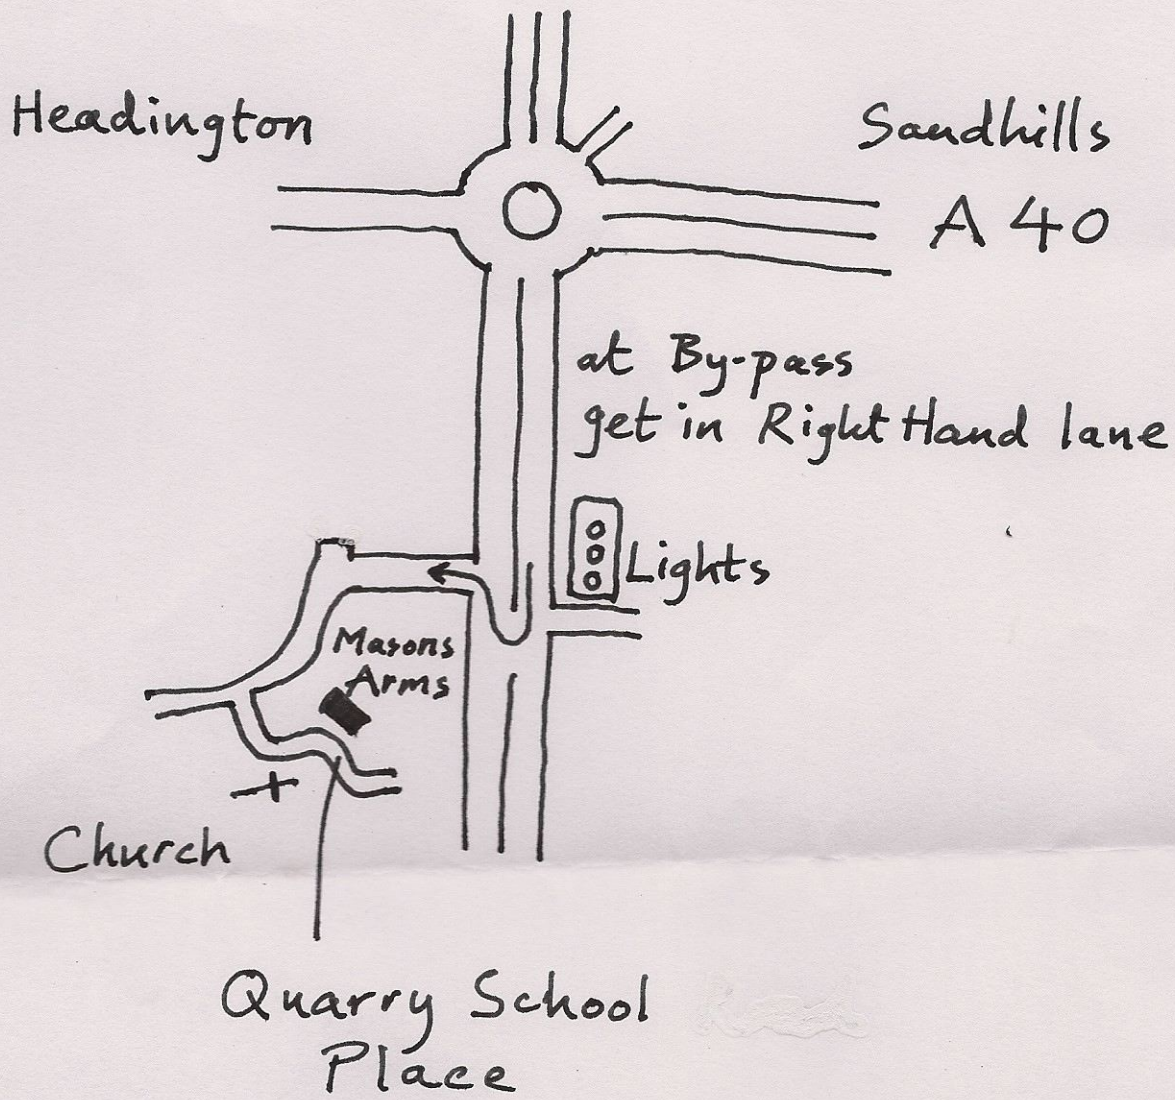 Headington
Sandhills
A 40
at By-pass
get in Right Hand lane
Lights
Masons
Arms
Church
Quarry School
Place